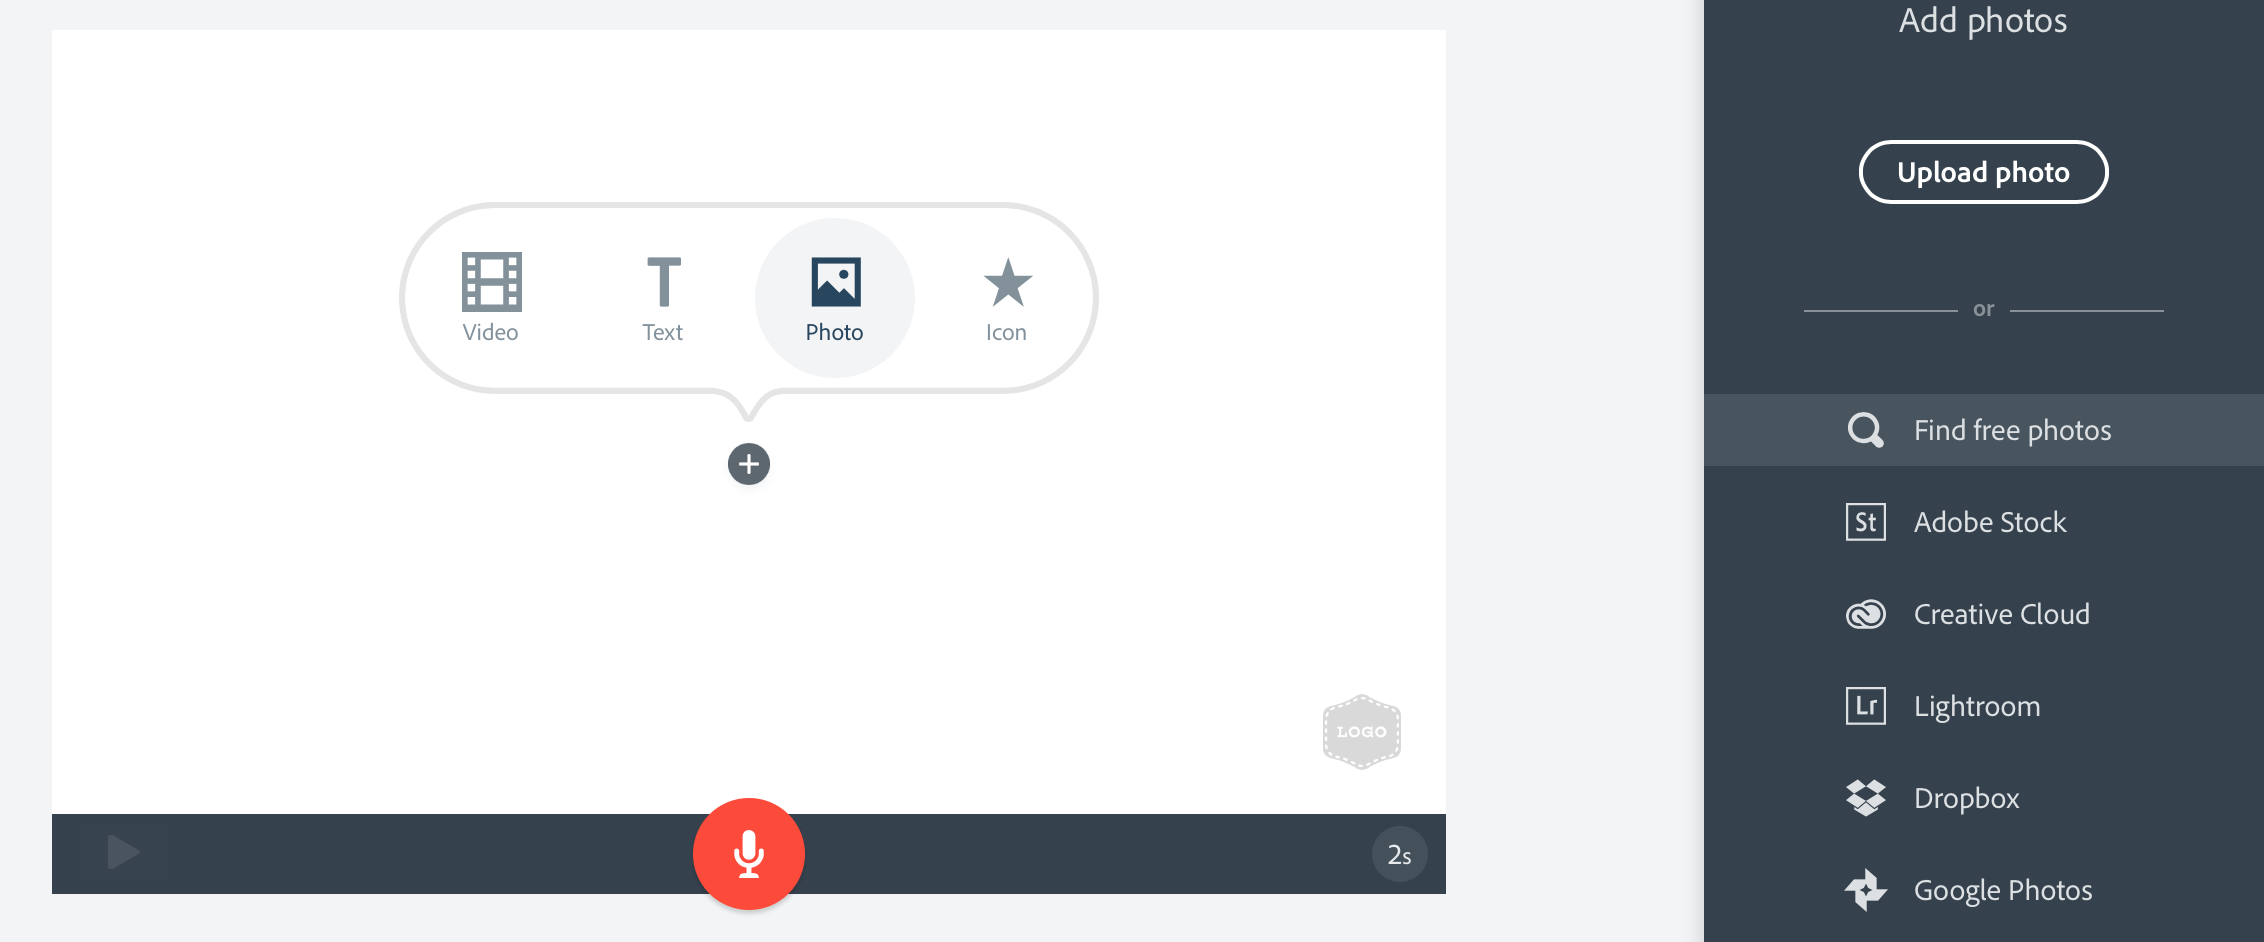 Video
Text
Photo
Icon
LOGO
2s
Add photos
Upload photo
or
Find free photos
St Adobe Stock
Creative Cloud
Lr Lightroom
Dropbox
Google Photos